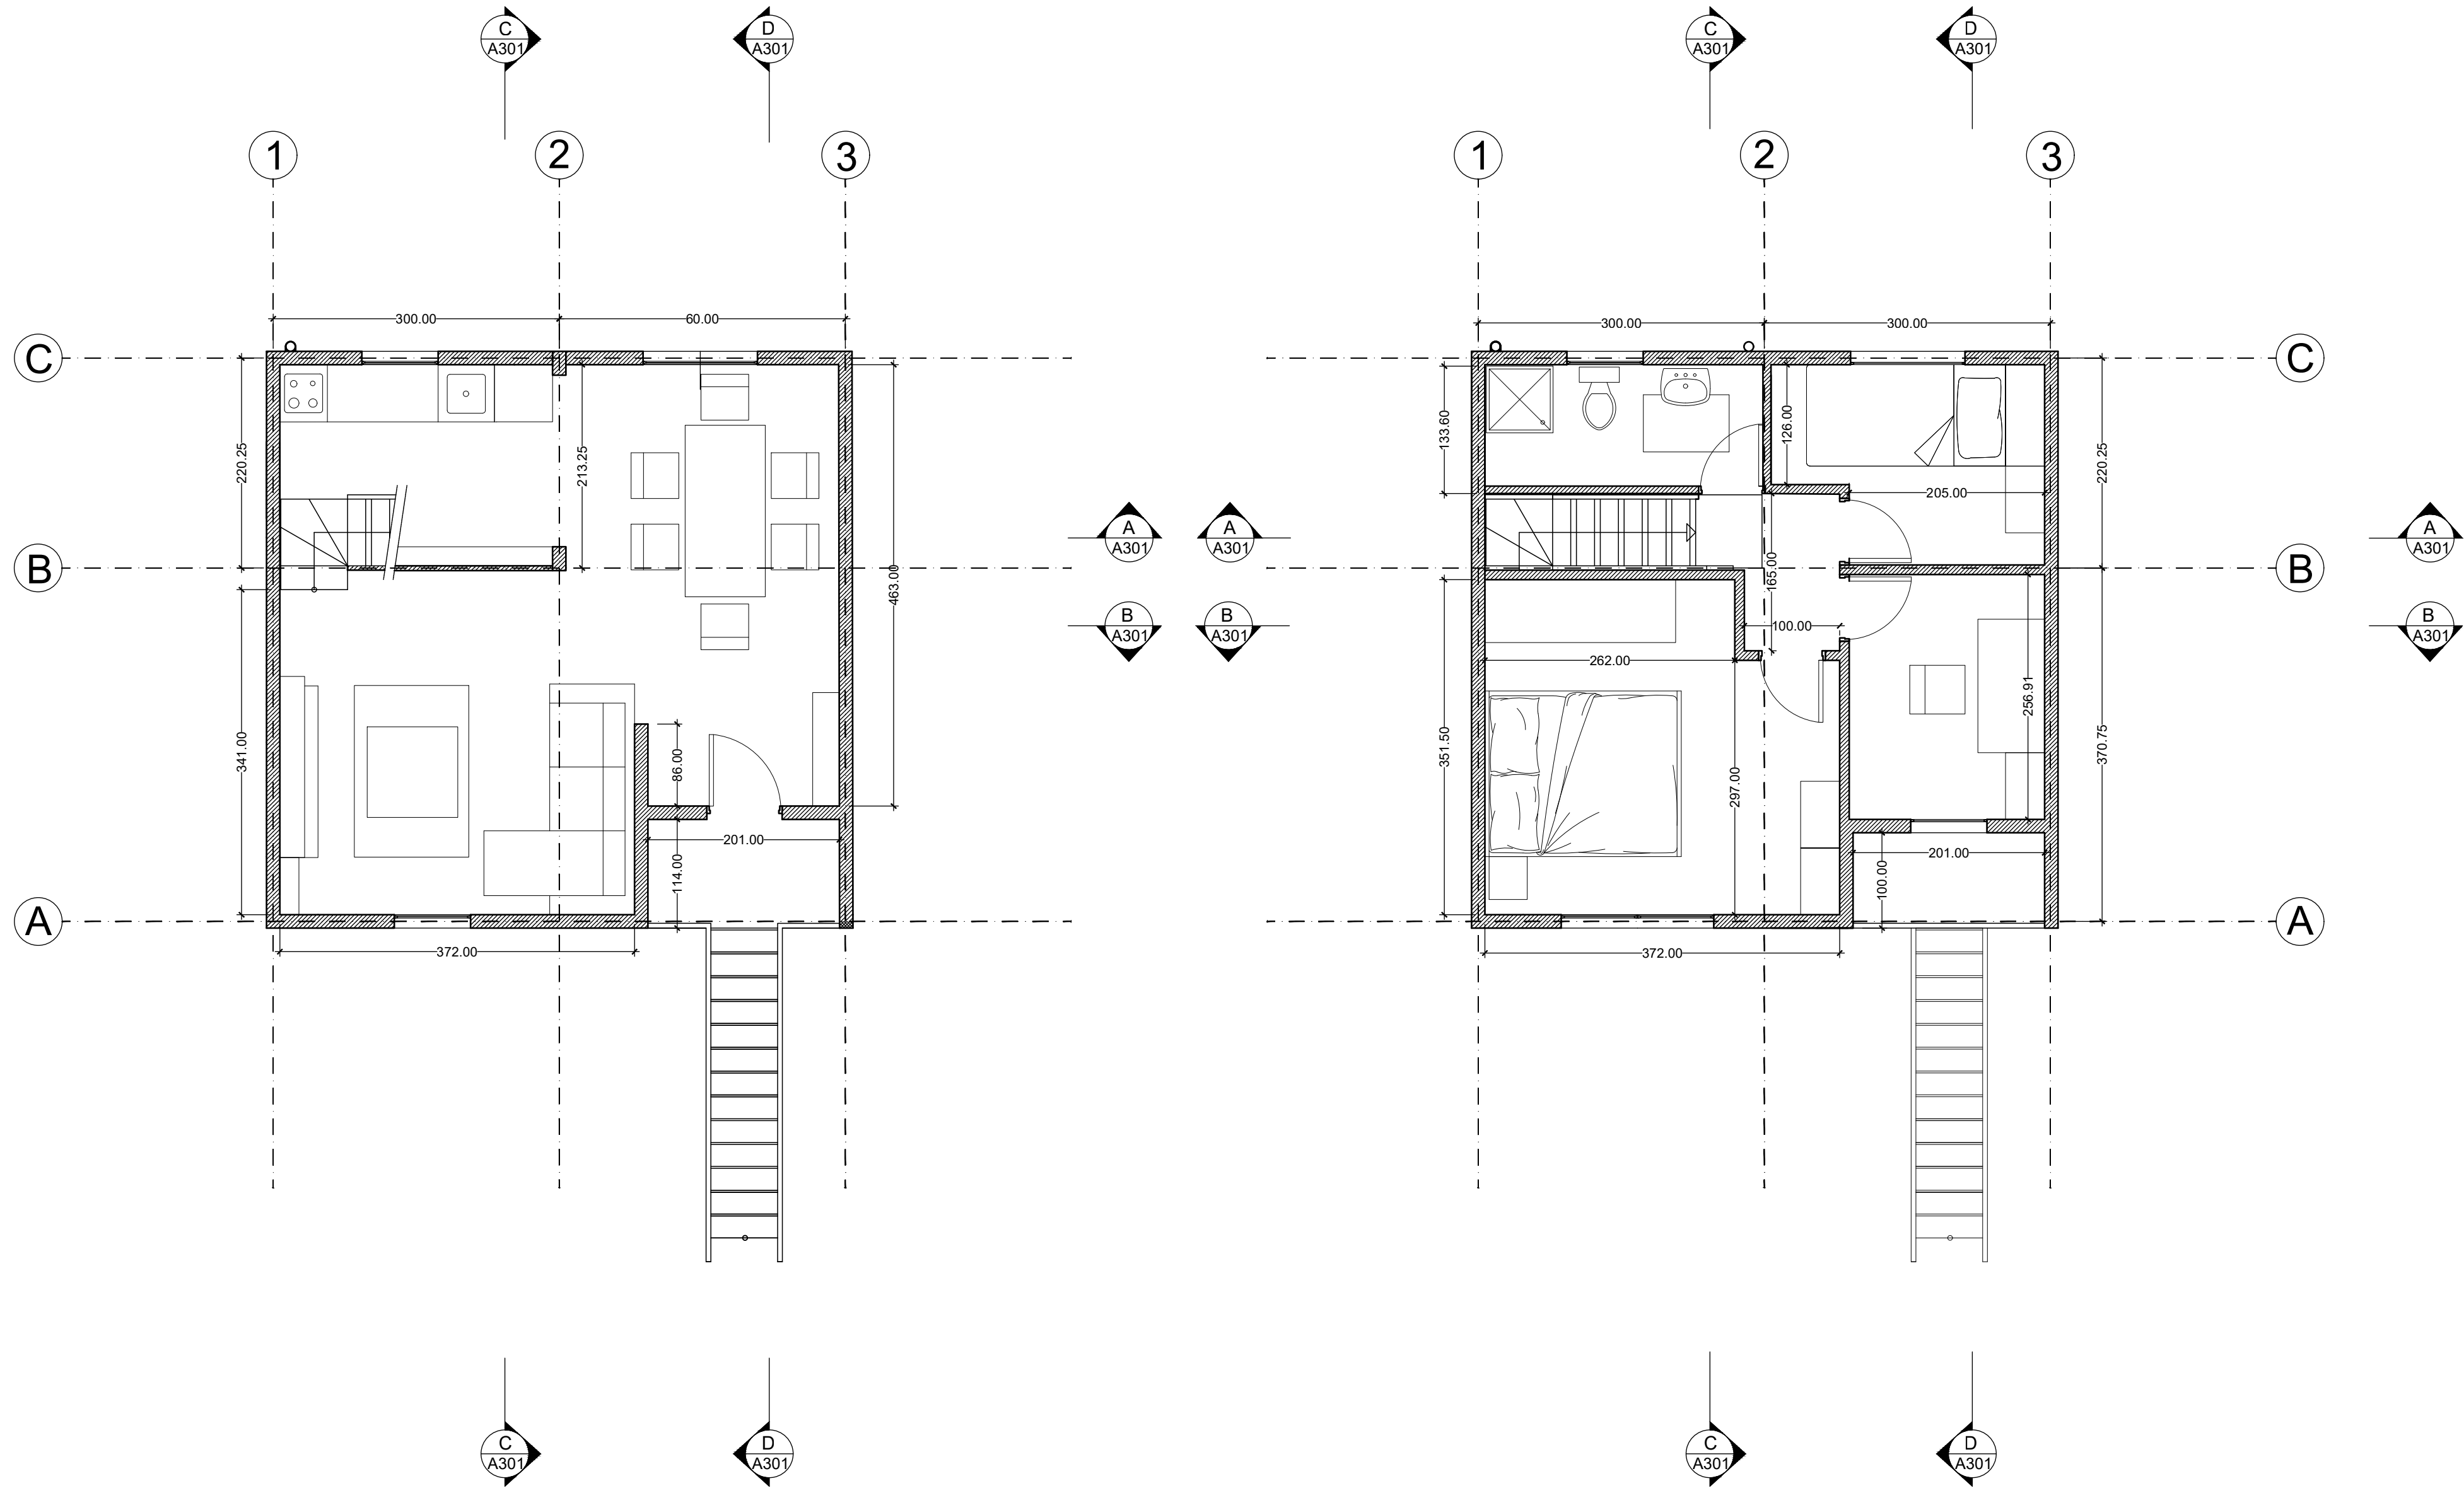 C
A301
D
A301
C
A301
D
A301
1
2
3
1
2
3
300.00
60.00
300.00
300.00
C
C
220.25
213.25
133.60
126.00
220.25
205.00
A
A301
A
A301
A
A301
B
B
463.00
165.00
B
A301
B
A301
B
A301
100.00
262.00
256.91
341.00
86.00
351.50
297.00
370.75
201.00
114.00
201.00
100.00
A
A
372.00
372.00
C
A301
D
A301
C
A301
D
A301